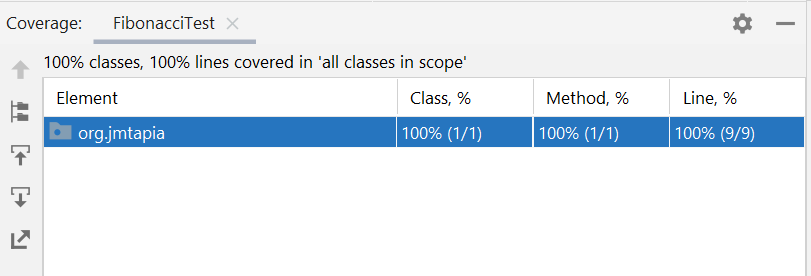 Coverage: FibonacciTest
100% classes, 100% lines covered in 'all classes in scope'
Element Class, % Method, % Line, %
org.jmtapia 100% (1/1) 100% (1/1) 100% (9/9)